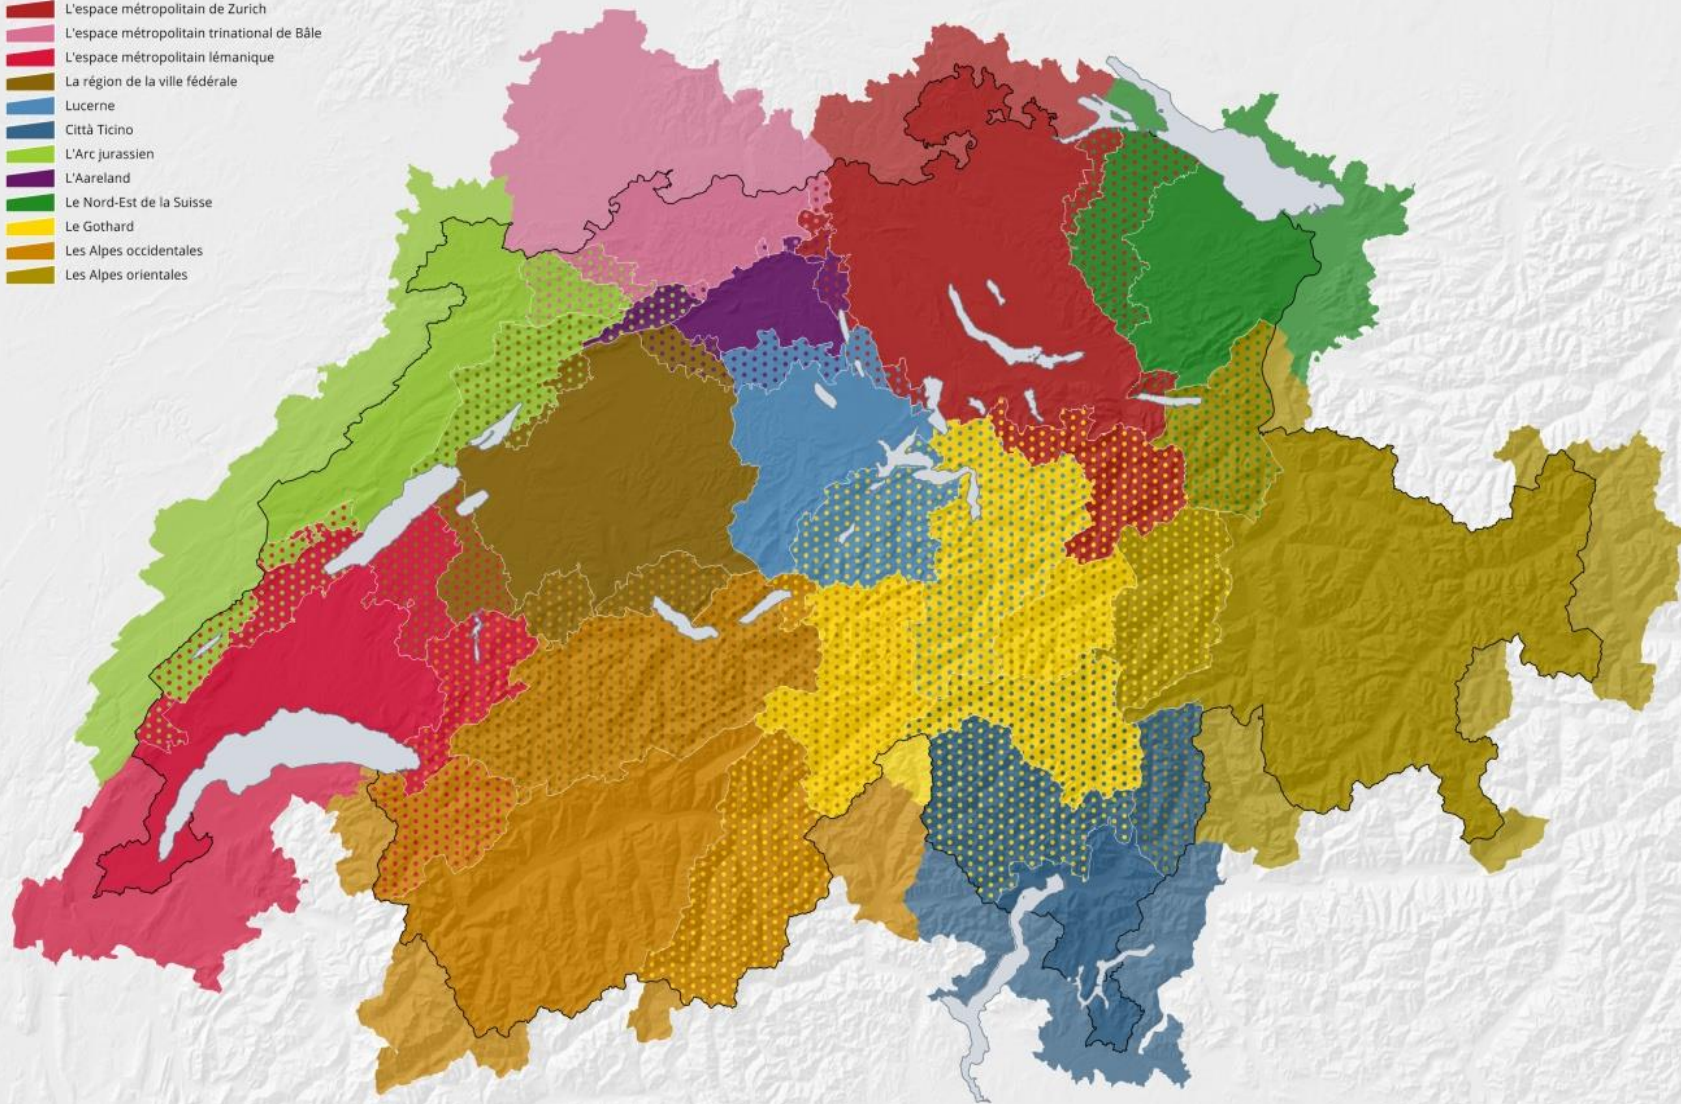 L'espace métropolitain de Zurich
L'espace métropolitain trinational de Bâle
L'espace métropolitain lémanique
La région de la ville fédérale
Lucerne
Città Ticino
L'Arc jurassien
L'Aareland
Le Nord-Est de la Suisse
Le Gothard
Les Alpes occidentales
Les Alpes orientales